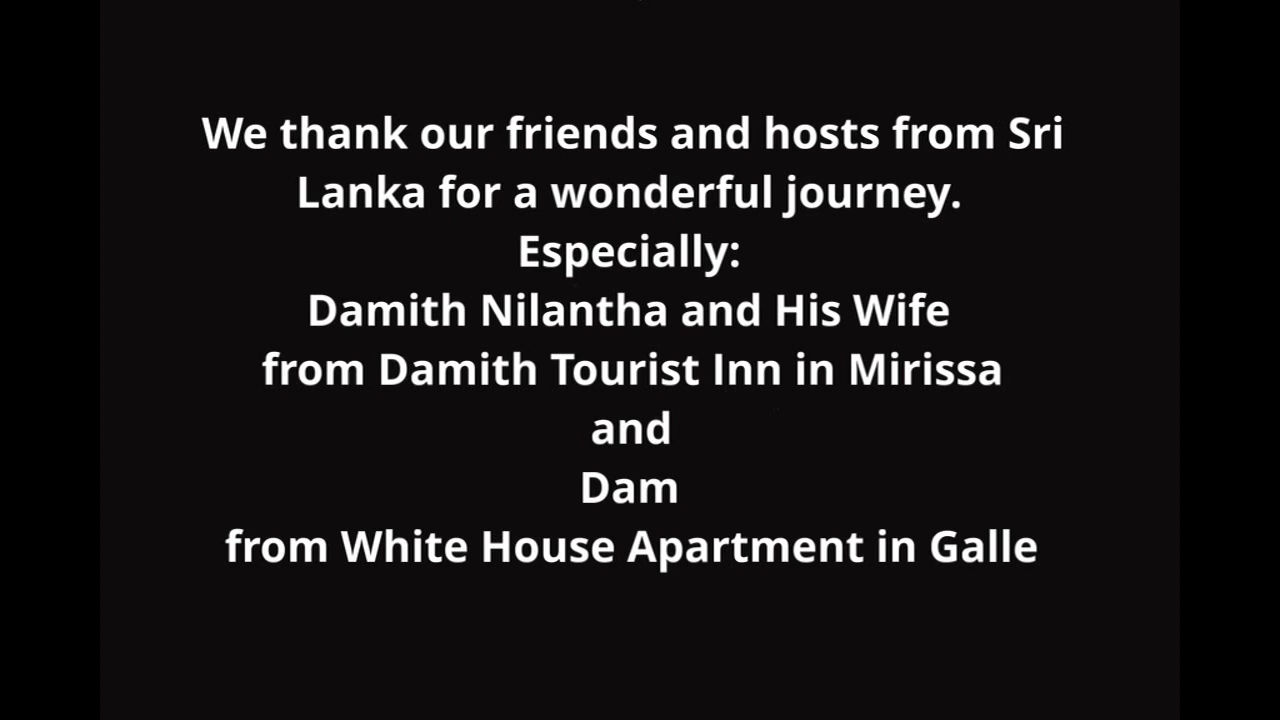 We thank our friends and hosts from Sri
Lanka for a wonderful journey.
Especially:
Damith Nilantha and His Wife
from Damith Tourist Inn in Mirissa
and
Dam
from White House Apartment in Galle